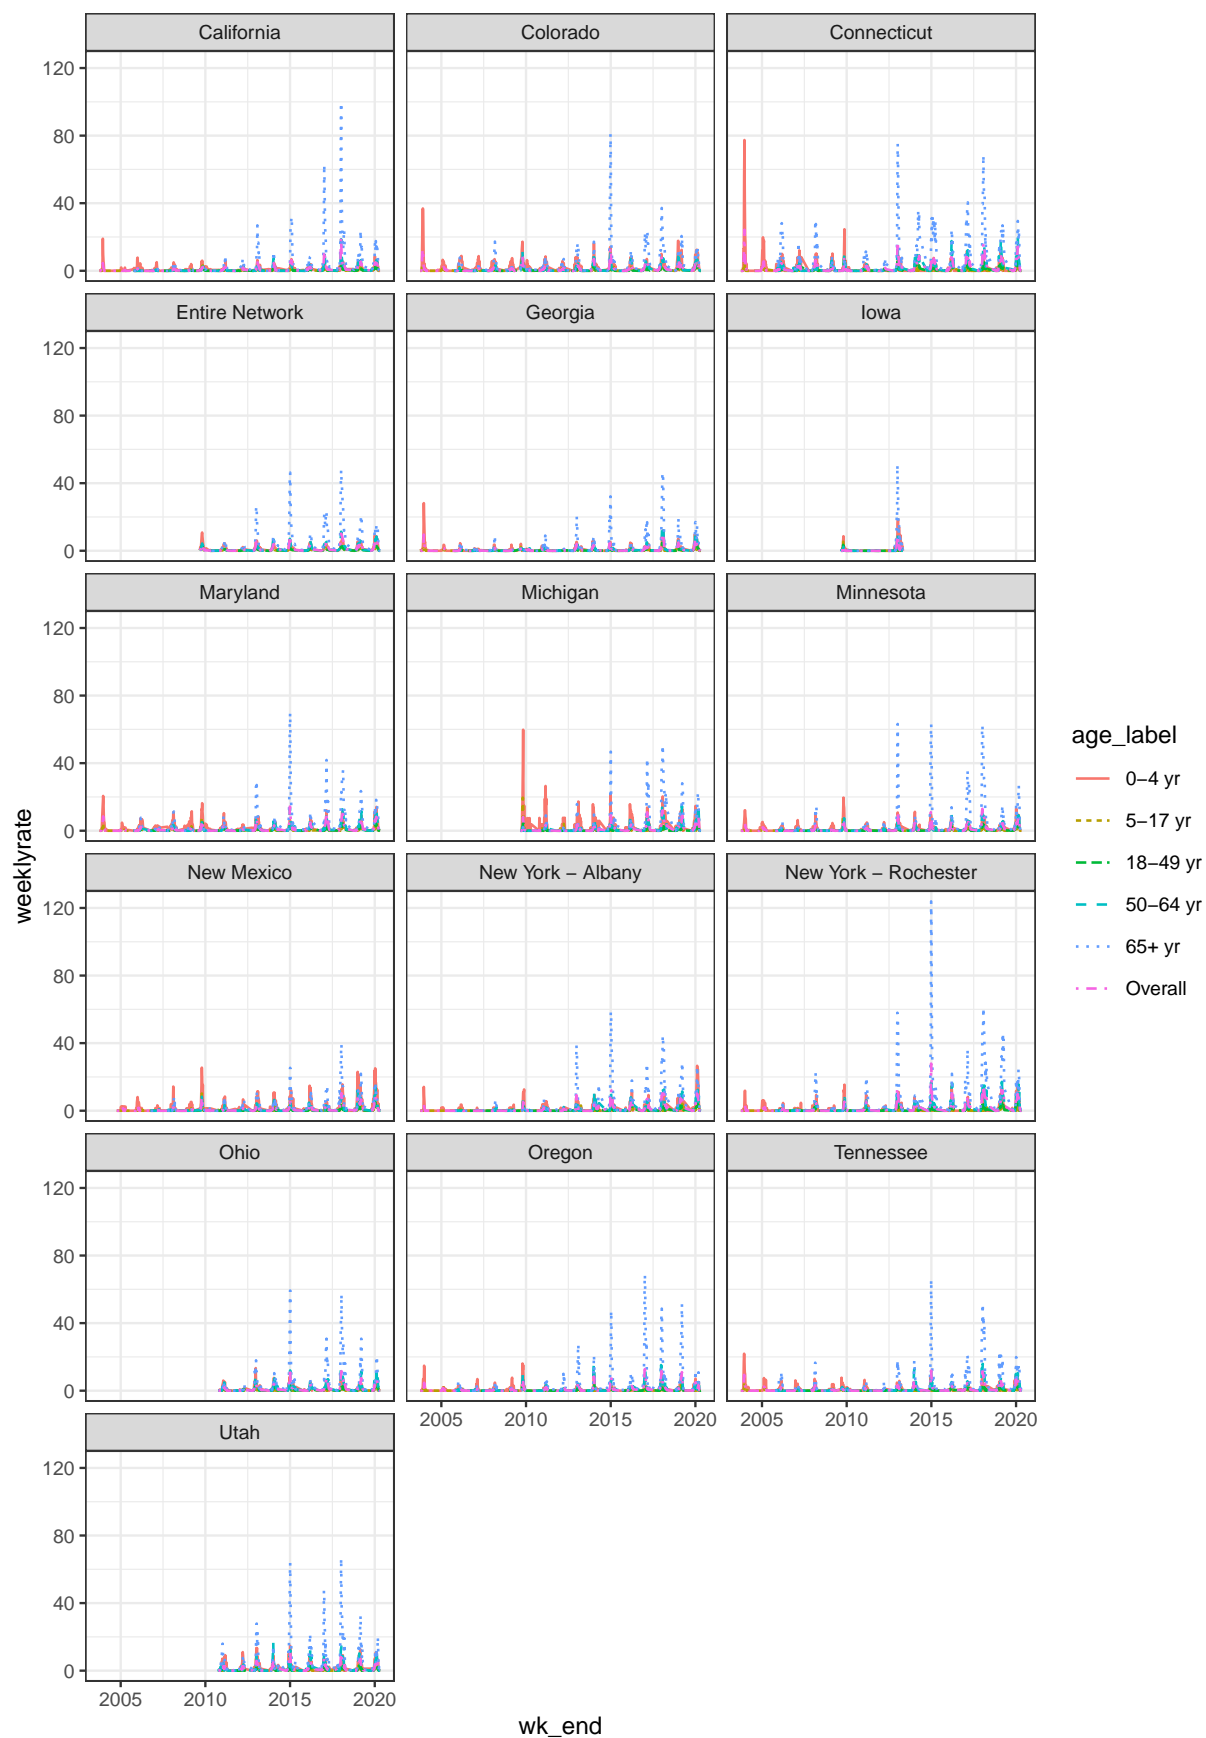 California
Colorado
Connecticut
120
80
40
0
Entire Network
Georgia
Iowa
120
80
40
0
Maryland
Michigan
Minnesota
120
80
40
0
New Mexico
New York − Albany
New York − Rochester
120
80
40
0
Ohio
Oregon
Tennessee
120
80
40
0
2005 2010 2015 2020
2005 2010 2015 2020
Utah
120
80
40
0
2005 2010 2015 2020
wk_end
weeklyrate
age_label
0−4 yr
5−17 yr
18−49 yr
50−64 yr
65+ yr
Overall